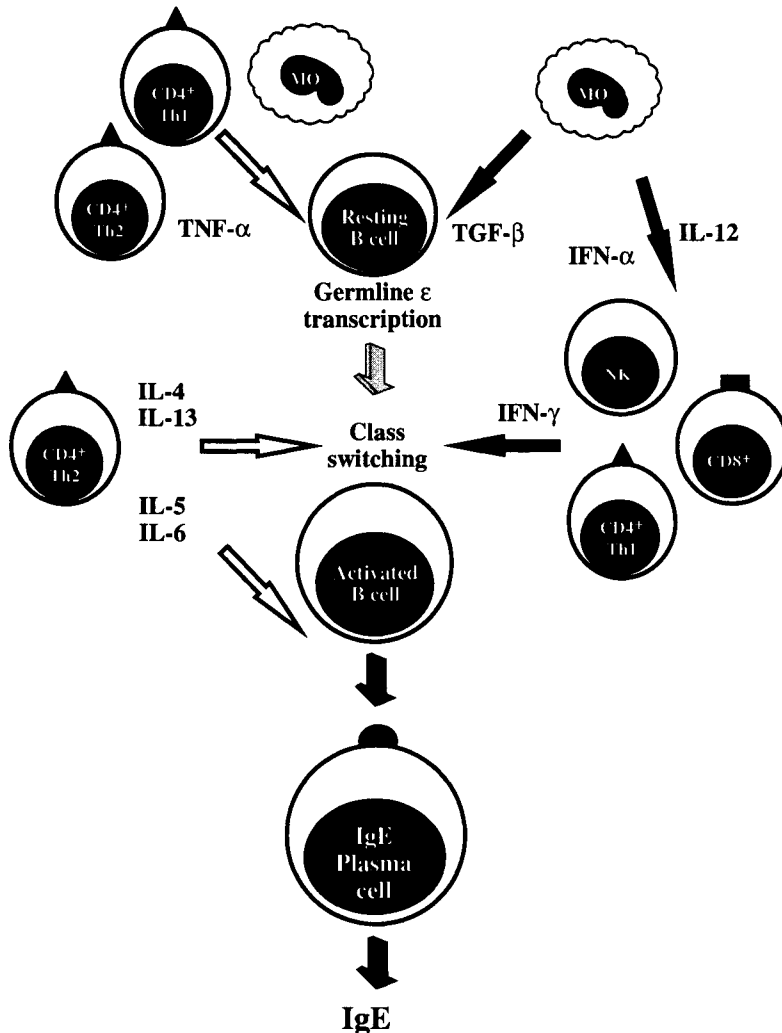 CD4+
Th1
MO
MO
CD4+
Th2
TNF-α
Resting
B cell
TGF-β
IL-12
IFN-α
Germline ε
transcription
NK
IL-4
IL-13
CD4+
Th2
Class
switching
IFN-γ
CD8+
CD4+
Th1
IL-5
IL-6
Activated
B cell
IgE
Plasma
cell
IgE